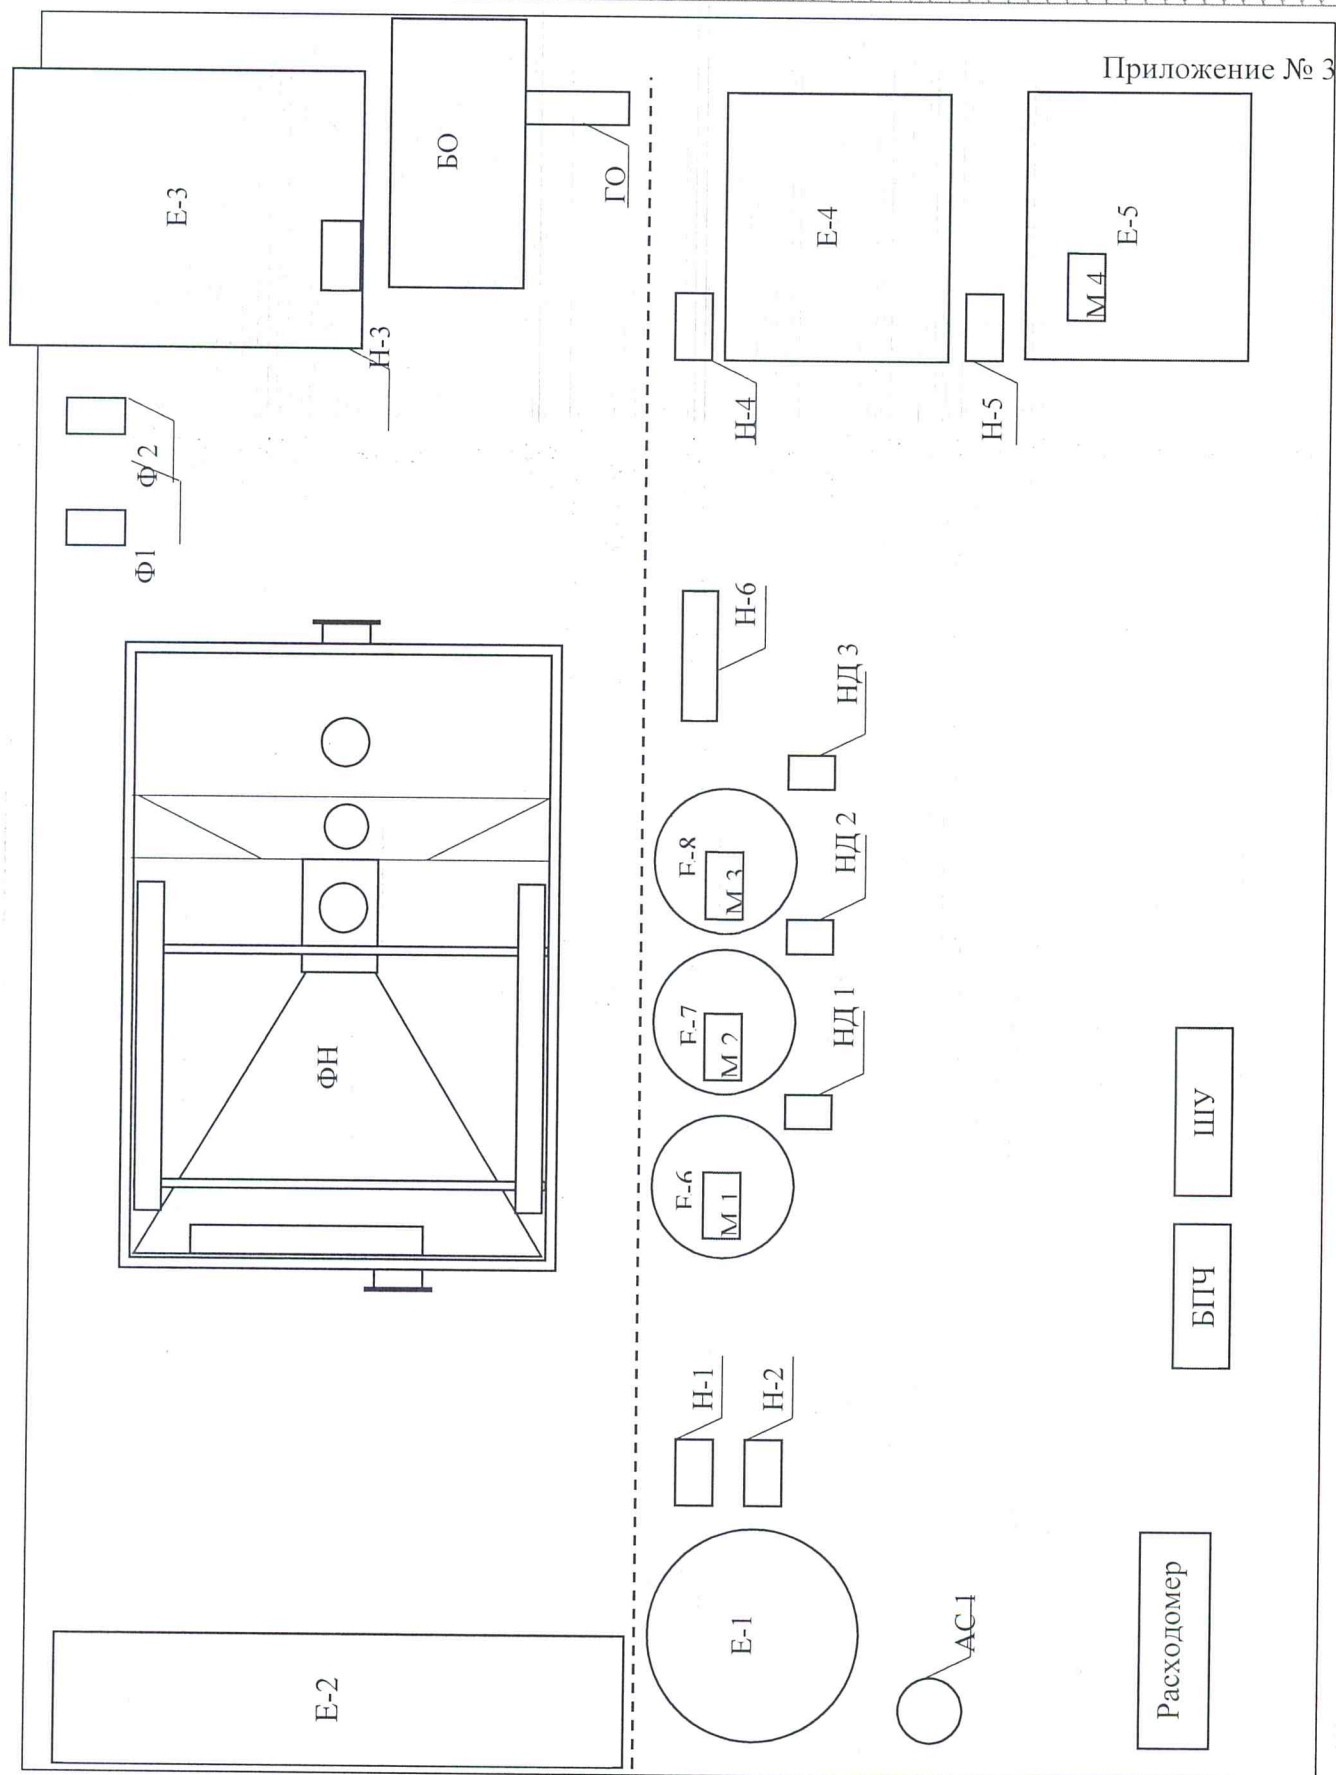 Приложение № 3
Е-3
Н-3
БО
ГО
Ф 2
Ф1
Н-4
Е-4
Н-5
Е-5
М 4
ФН
Н-6
НД 3
Е-8
М 3
НД 2
Е-7
М 2
НД 1
Е-6
М 1
ШУ
БПЧ
Н-1
Н-2
Е-2
Е-1
АС 1
Расходомер